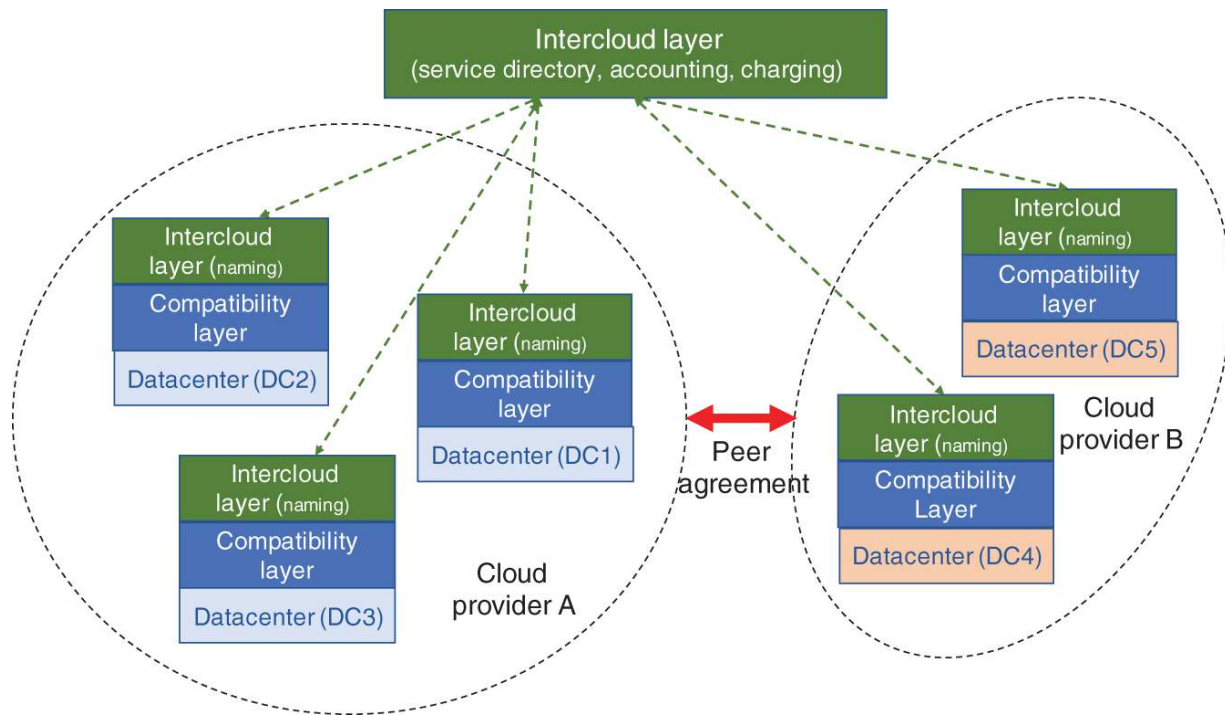 Intercloud layer
(service directory, accounting, charging)
Intercloud
layer (naming)
Compatibility
layer
Datacenter (DC2)
Intercloud
layer (naming)
Compatibility
layer
Datacenter (DC1)
Intercloud
layer (naming)
Compatibility
layer
Datacenter (DC3)
Cloud
provider A
Peer
agreement
Intercloud
layer (naming)
Compatibility
layer
Datacenter (DC5)
Intercloud
layer (naming)
Compatibility
Layer
Datacenter (DC4)
Cloud
provider B